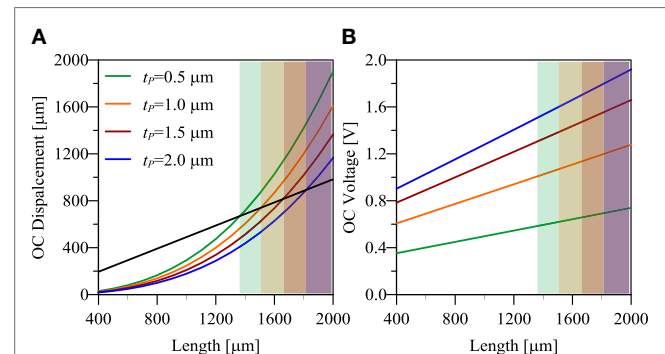 A
B
2000
1600
1200
800
400
0
OC Dispalcement [μm]
tP=0.5 μm
tP=1.0 μm
tP=1.5 μm
tP=2.0 μm
400 800 1200 1600 2000
Length [μm]
2.0
1.6
1.2
0.8
0.4
0.0
OC Voltage [V]
400 800 1200 1600 2000
Length [μm]